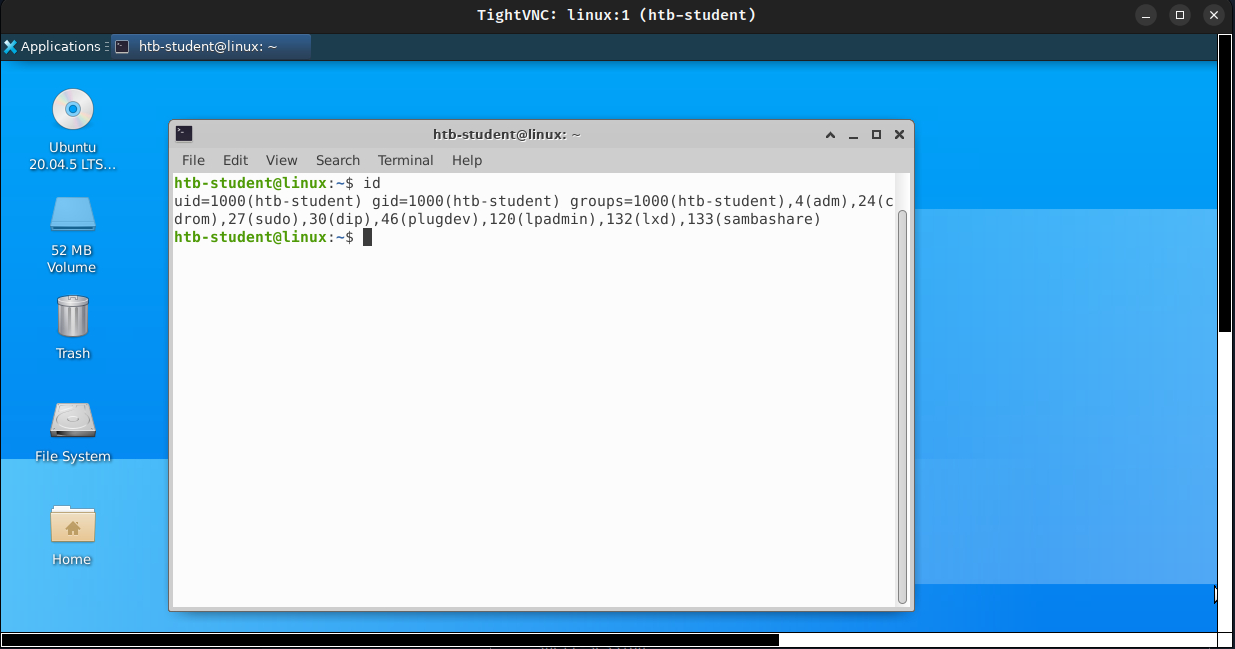 TightVNC: linux:1 (htb-student)
Applications htb-student@linux: ~
Ubuntu
20.04.5 LTS...
52 MB
Volume
Trash
File System
Home
htb-student@linux: ~
File Edit View Search Terminal Help
htb-student@linux:~$ id
uid=1000(htb-student) gid=1000(htb-student) groups=1000(htb-student),4(adm),24(c
drom),27(sudo),30(dip),46(plugdev),120(lpadmin),132(lxd),133(sambashare)
htb-student@linux:~$